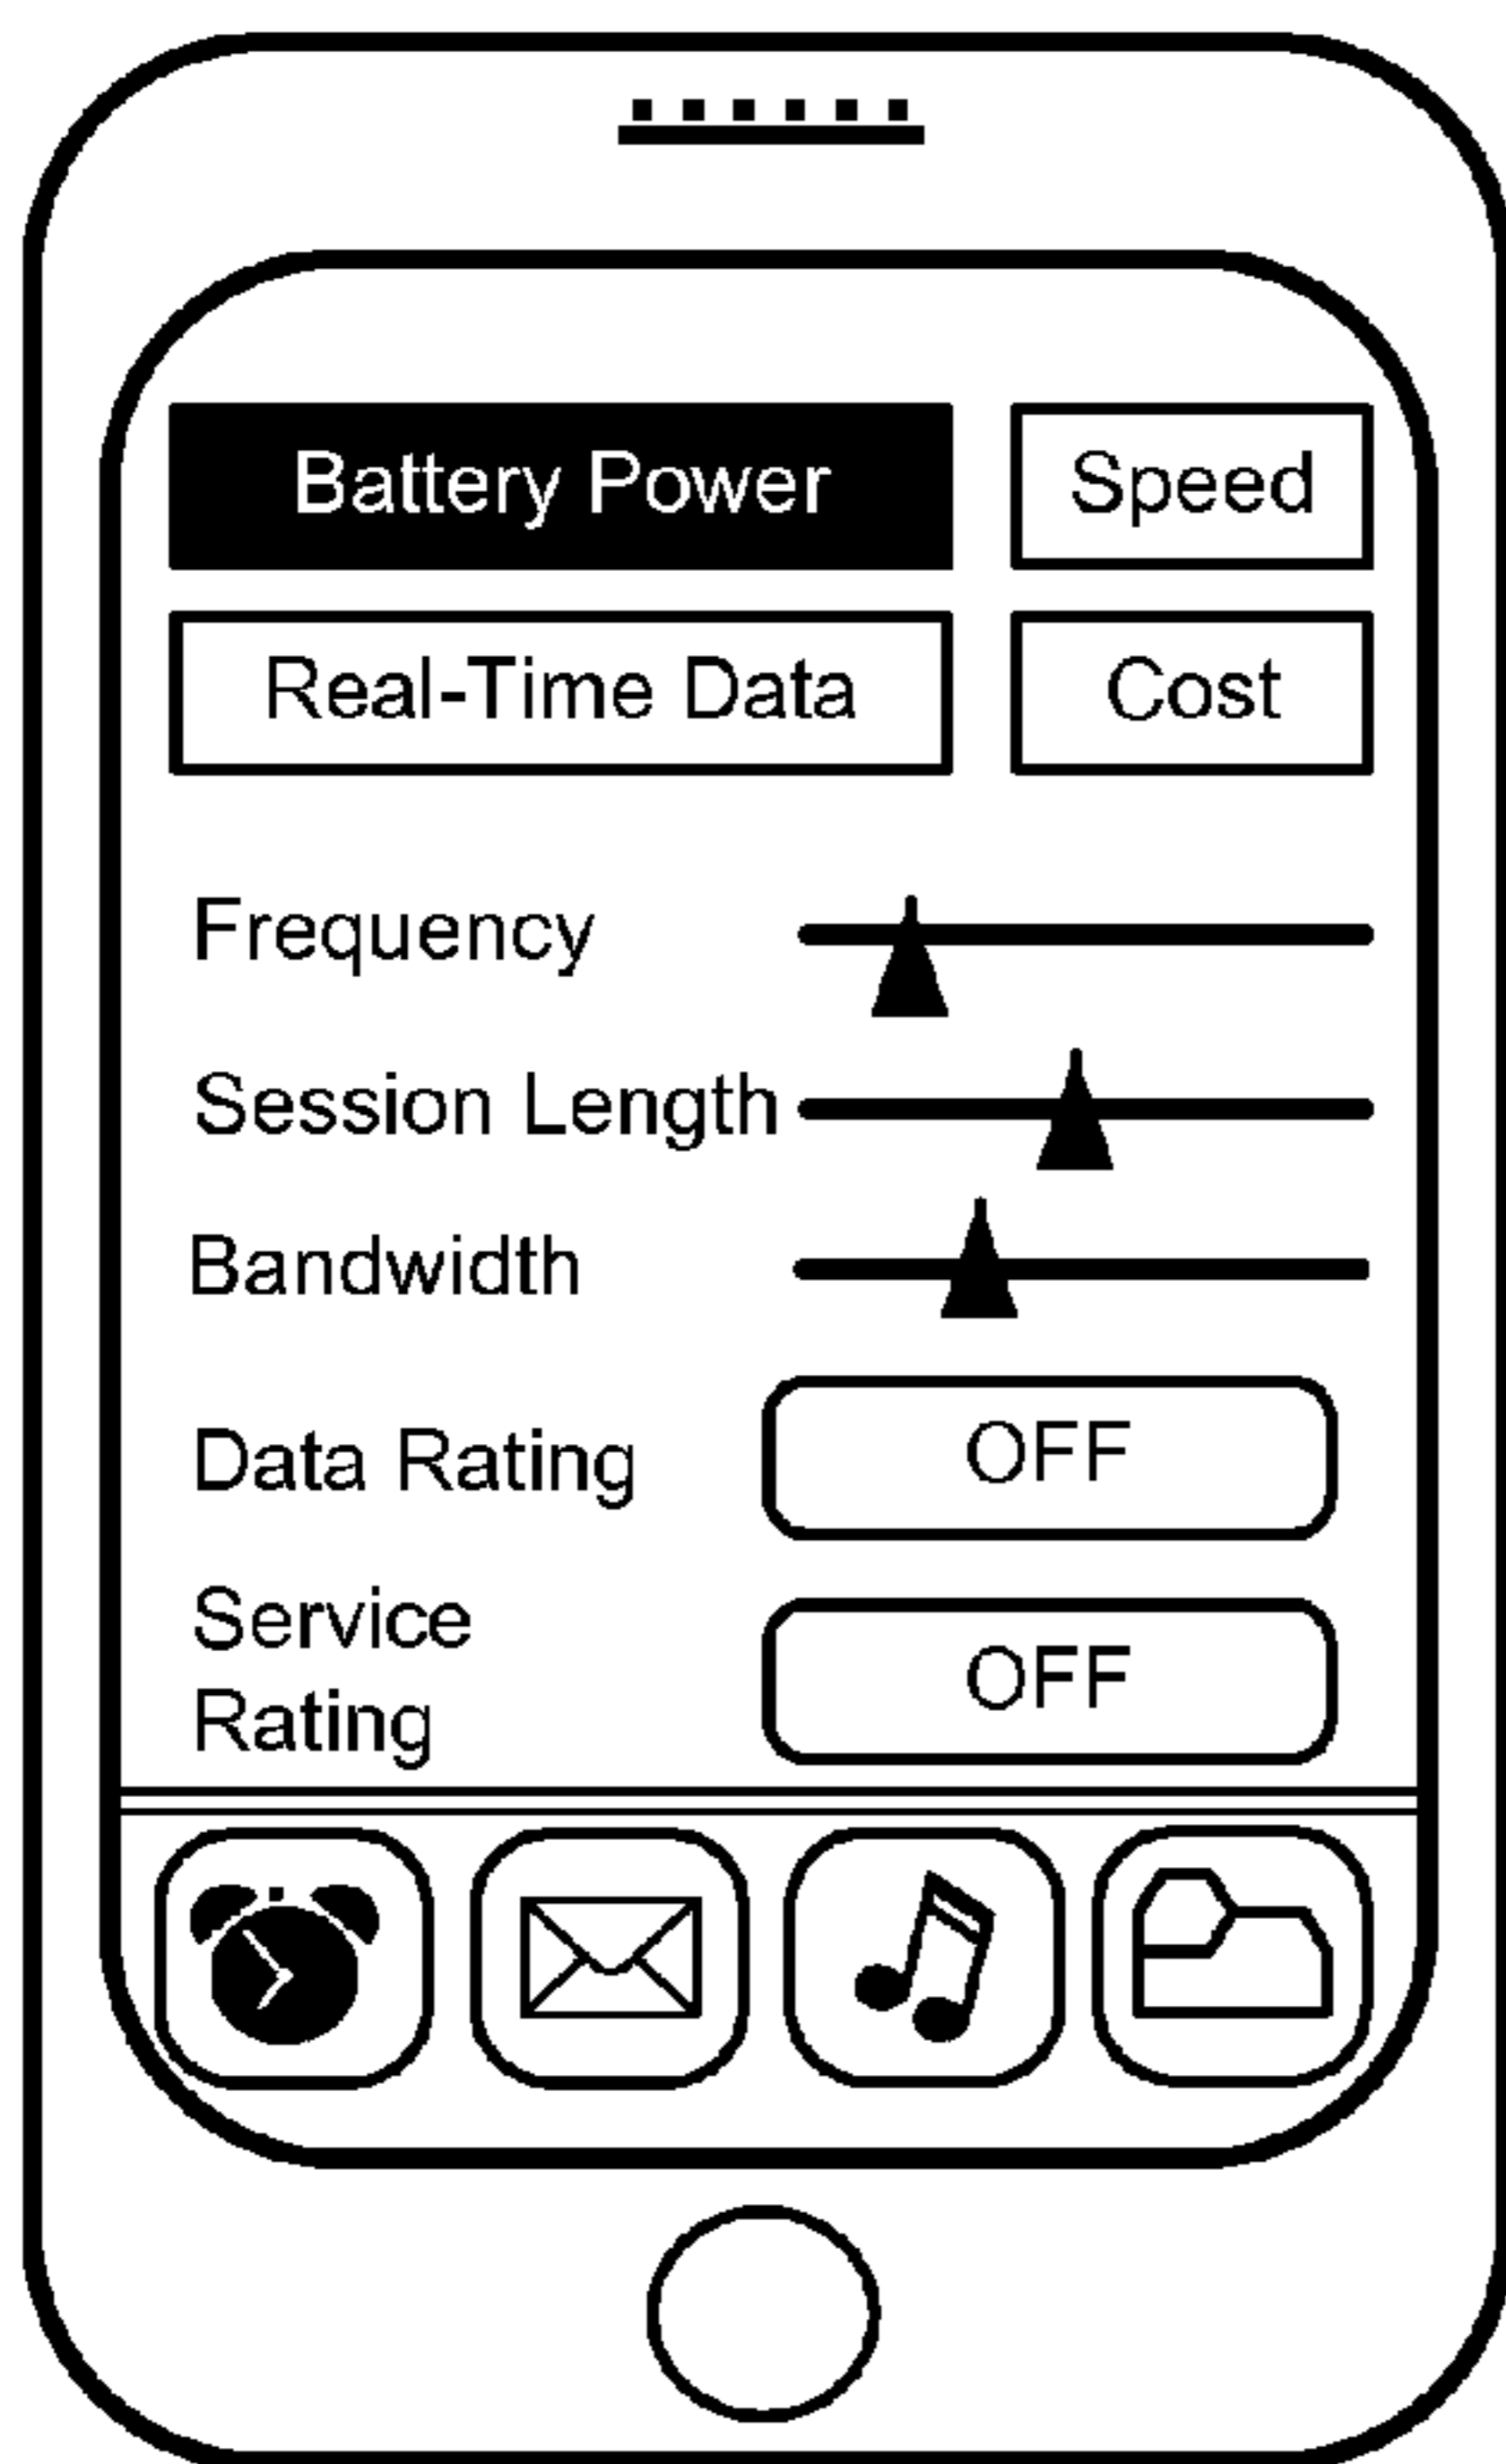 Battery Power
Speed
Real-Time Data
Cost
Frequency
Session Length
Bandwidth
Data Rating
OFF
Service
Rating
OFF